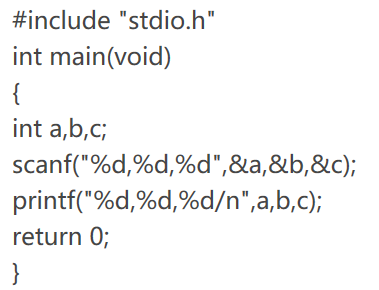 #include "stdio.h"
int main(void)
{
int a,b,c;
scanf("%d,%d,%d",&a,&b,&c);
printf("%d,%d,%d/n",a,b,c);
return 0;
}